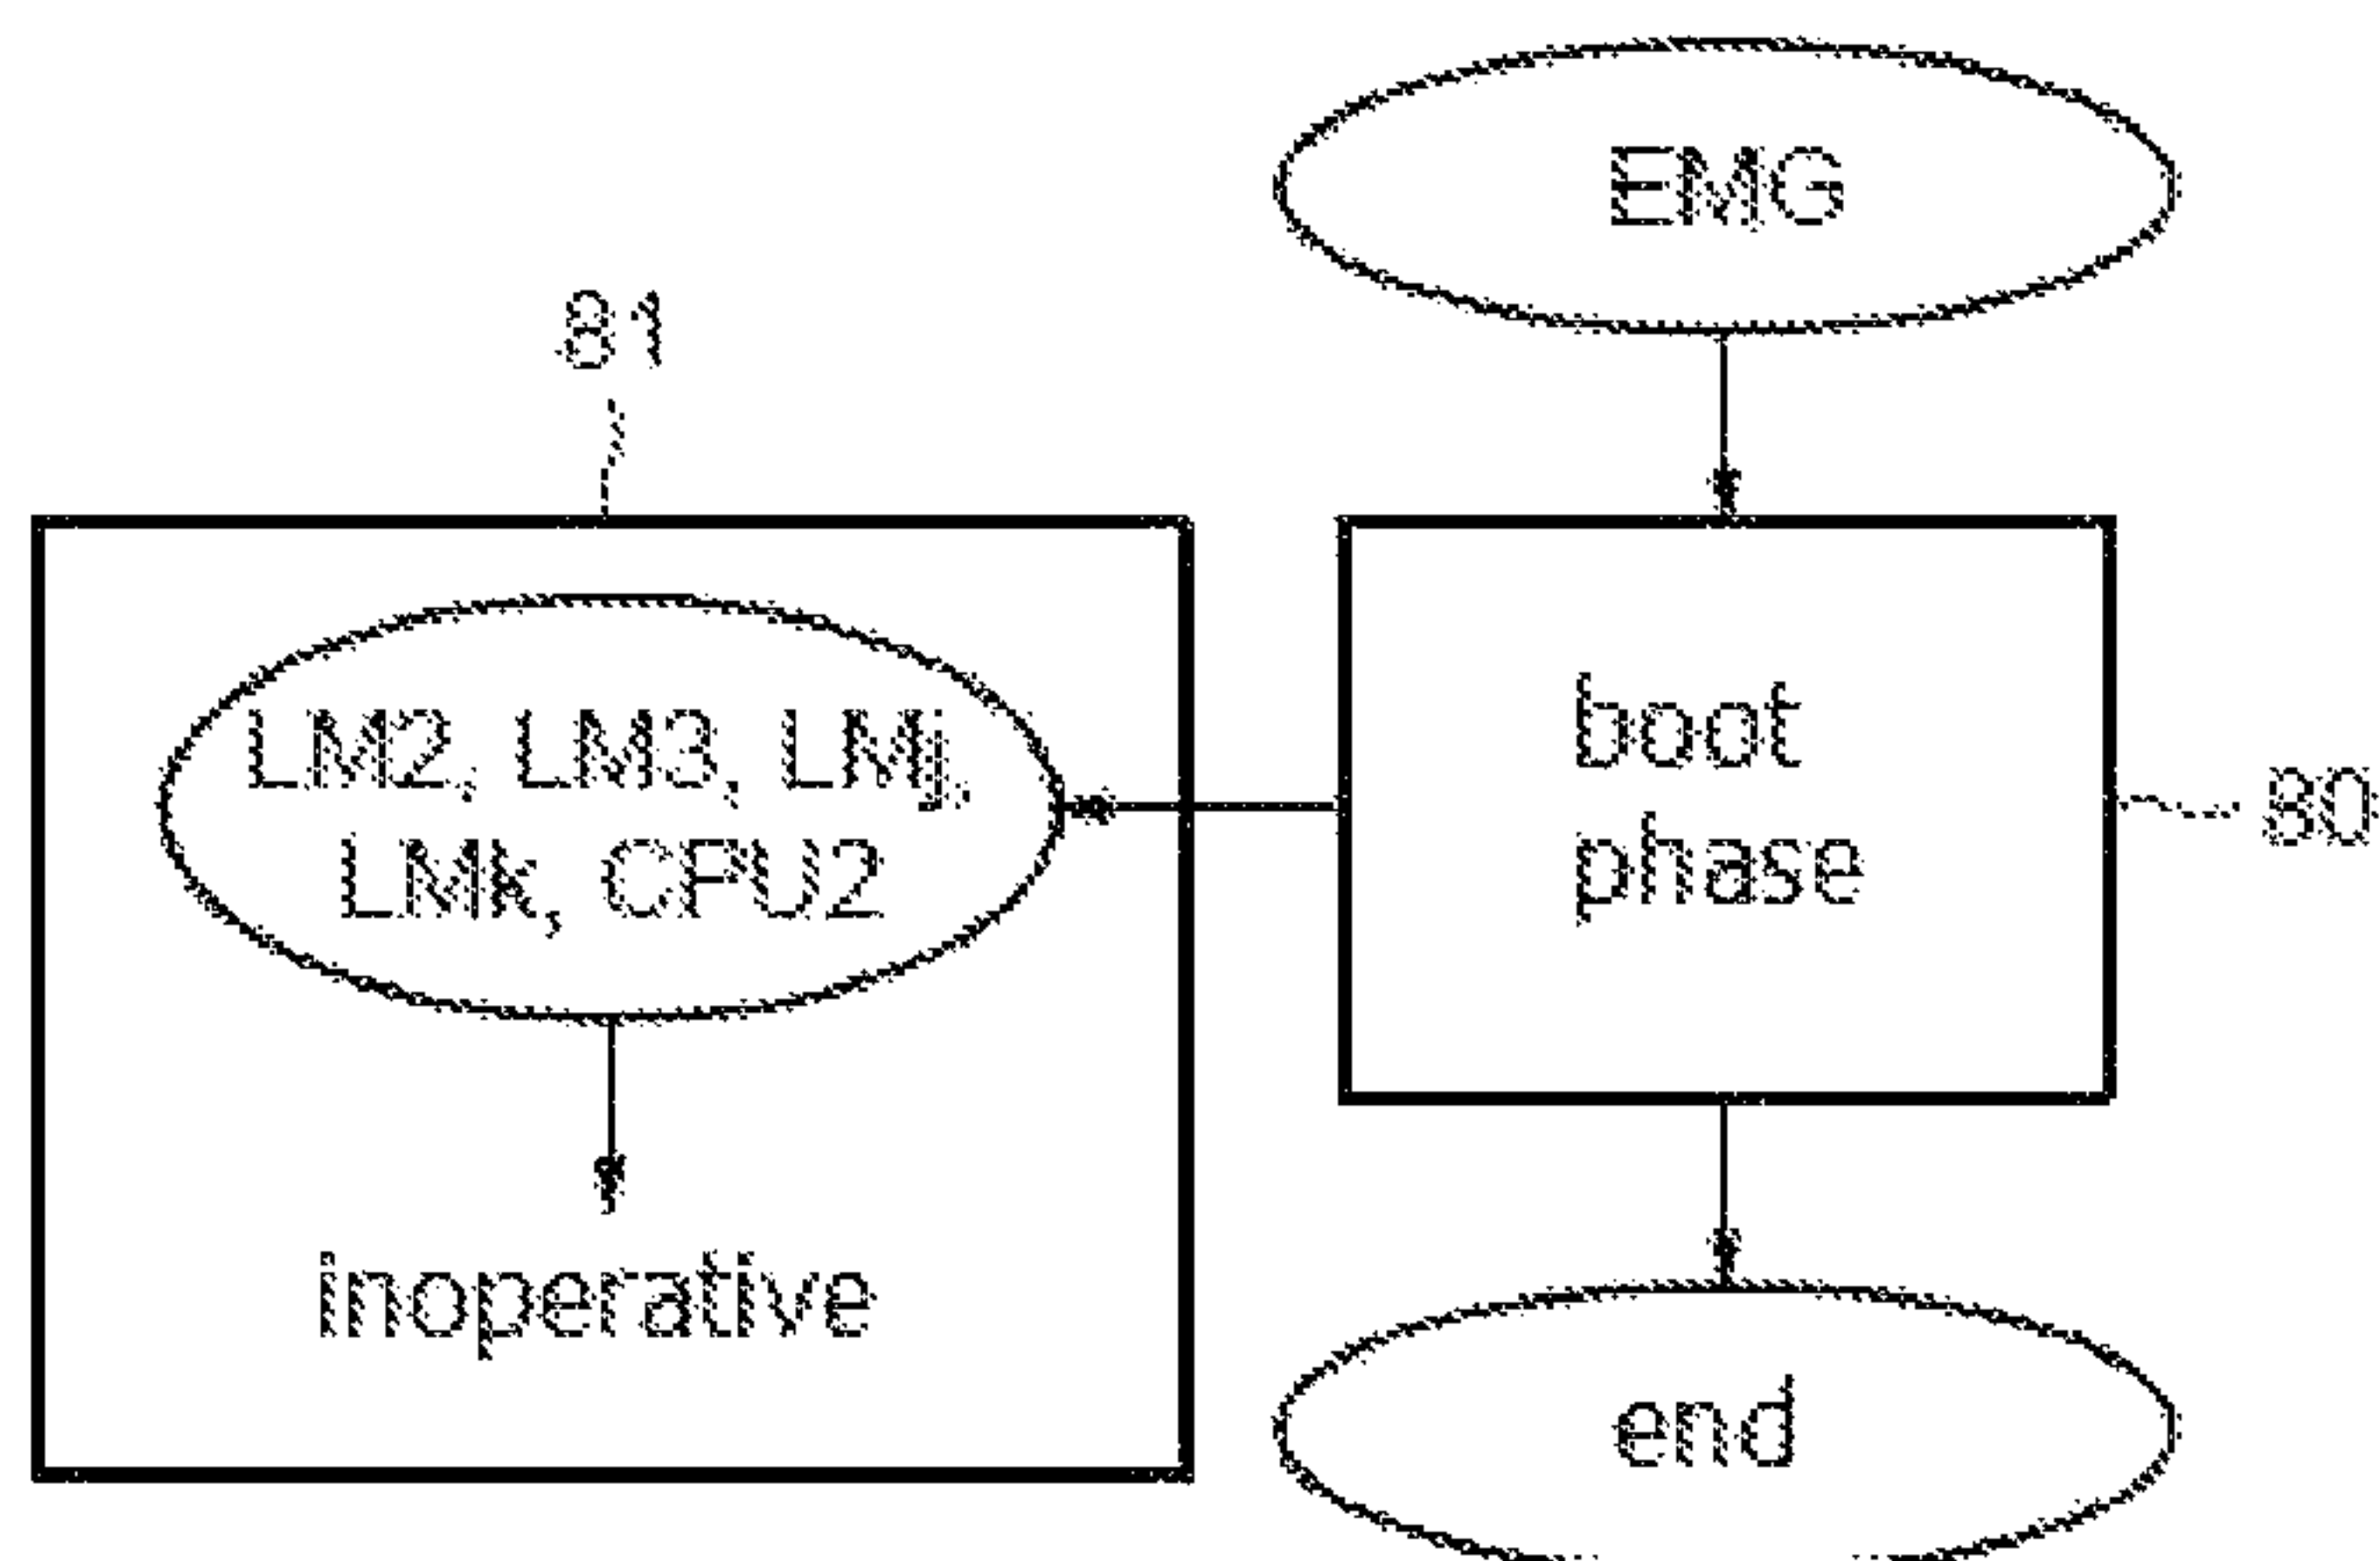 EMG
81
LM2, LM3, LMj,
LMk, CPU2
boot
phase
80
inoperative
end